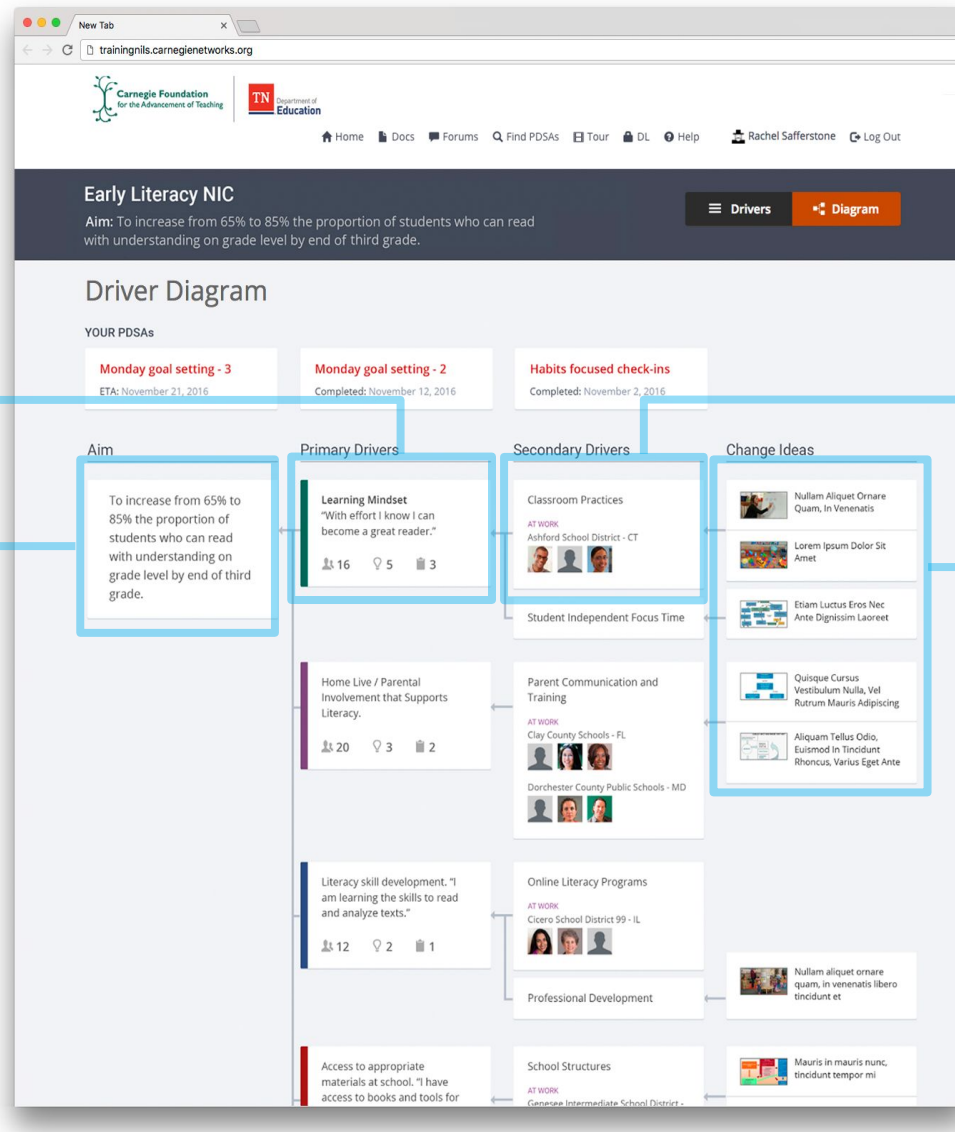 New Tab
trainingnils.carnegienetworks.org
Carnegie Foundation
for the Advancement of Teaching
TN
Department of
Education
Home Docs Forums Find PDSAs Tour DL Help Rachel Safferstone Log Out
Early Literacy NIC
Aim: To increase from 65% to 85% the proportion of students who can read
with understanding on grade level by end of third grade.
Drivers Diagram
Driver Diagram
YOUR PDSAs
Monday goal setting - 3
ETA: November 21, 2016
Monday goal setting - 2
Completed: November 12, 2016
Habits focused check-ins
Completed: November 2, 2016
Aim
Primary Drivers
Secondary Drivers
Change Ideas
To increase from 65% to
85% the proportion of
students who can read
with understanding on
grade level by end of third
grade.
Learning Mindset
"With effort I know I can
become a great reader."
16 5 3
Classroom Practices
AT WORK
Ashford School District - CT
Student Independent Focus Time
Nullam Aliquet Ornare
Quam, In Venenatis
Lorem Ipsum Dolor Sit
Amet
Etiam Luctus Eros Nec
Ante Dignissim Laoreet
Home Live / Parental
Involvement that Supports
Literacy.
20 3 2
Parent Communication and
Training
AT WORK
Clay County Schools - FL
Dorchester County Public Schools - MD
Quisque Cursus
Vestibulum Nulla, Vel
Rutrum Mauris Adipiscing
Aliquam Tellus Odio,
Euismod In Tincidunt
Rhoncus, Varius Eget Ante
Literacy skill development. "I
am learning the skills to read
and analyze texts."
12 2 1
Online Literacy Programs
AT WORK
Cicero School District 99 - IL
Professional Development
Nullam aliquet ornare
quam, in venenatis libero
tincidunt et
Access to appropriate
materials at school. "I have
access to books and tools for
School Structures
AT WORK
Genesee Intermediate School District -
Mauris in mauris nunc,
tincidunt tempor mi